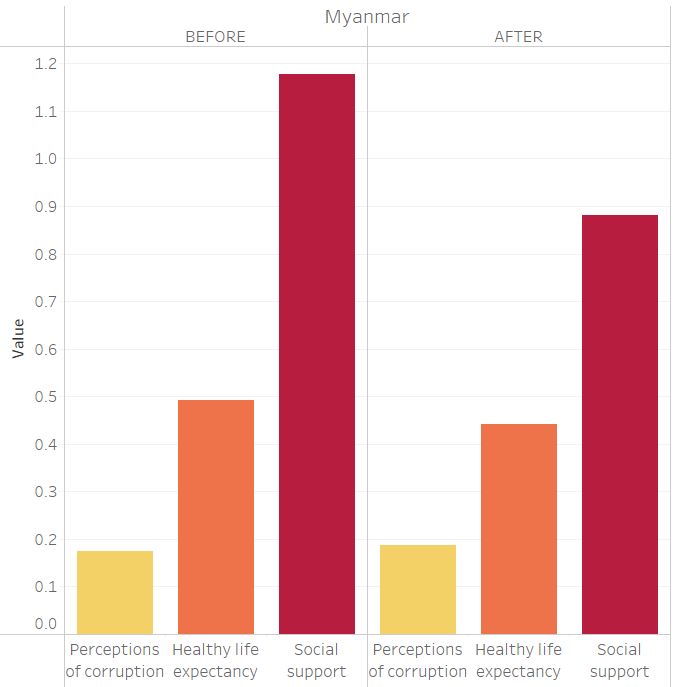 Myanmar
BEFORE
AFTER
1.2
1.1
1.0
0.9
0.8
0.7
0.6
0.5
0.4
0.3
0.2
0.1
0.0
Value
Perceptions
of corruption
Healthy life
expectancy
Social
support
Perceptions
of corruption
Healthy life
expectancy
Social
support